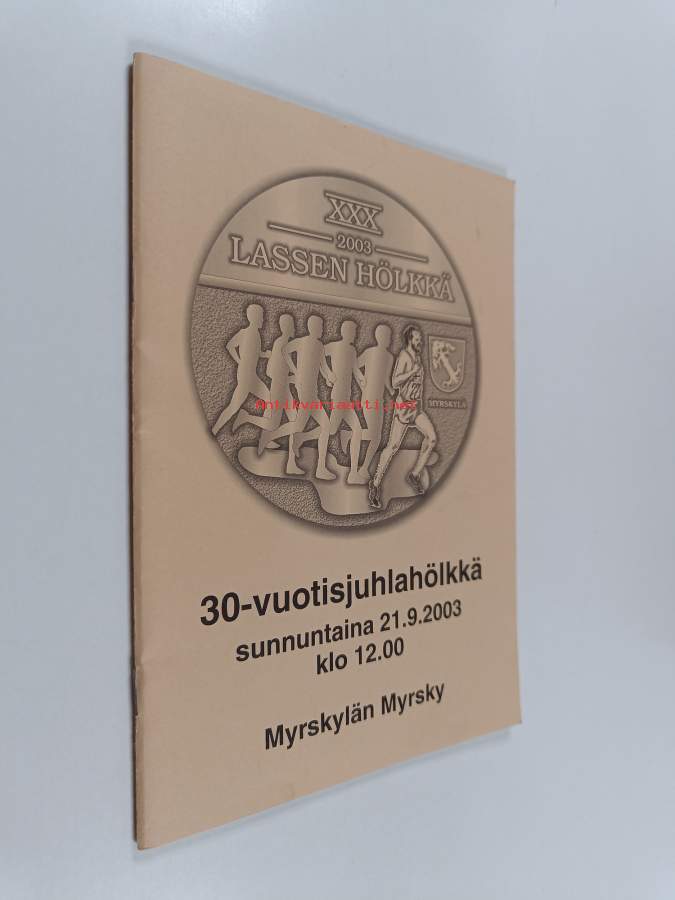 XXX
2003
LASSEN HÖLKKÄ
MYRSKYLÄ
Antikvariaatti.net
30-vuotisjuhlahölkkä
sunnuntaina 21.9.2003
klo 12.00
Myrskylän Myrsky